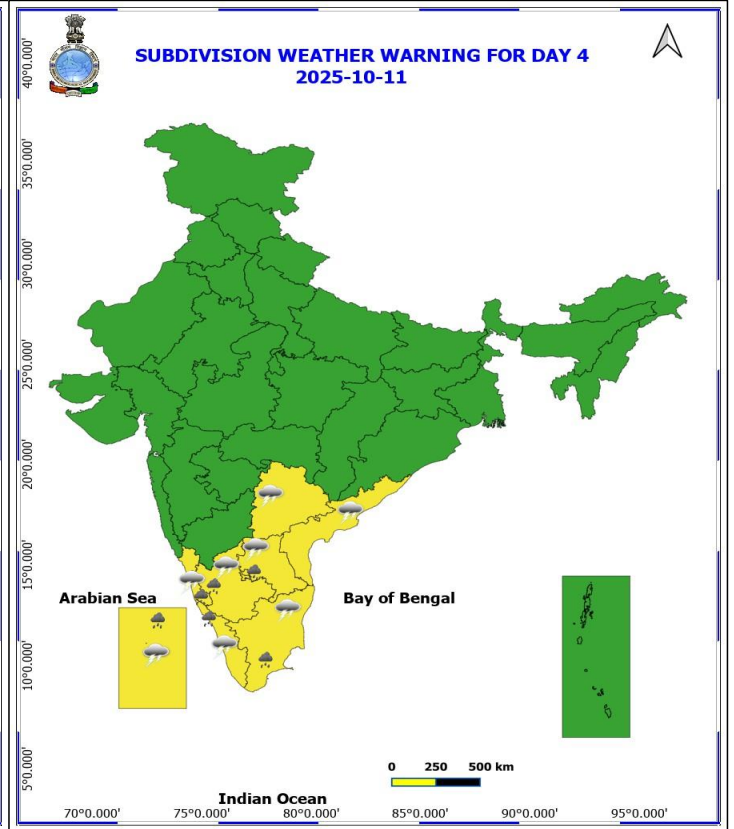 SUBDIVISION WEATHER WARNING FOR DAY 4
2025-10-11
40°0.000'
35°0.000'
30°0.000'
25°0.000'
20°0.000'
15°0.000'
10°0.000'
5°0.000'
Arabian Sea
Bay of Bengal
0 250 500 km
Indian Ocean
70°0.000' 75°0.000' 80°0.000' 85°0.000' 90°0.000' 95°0.000'